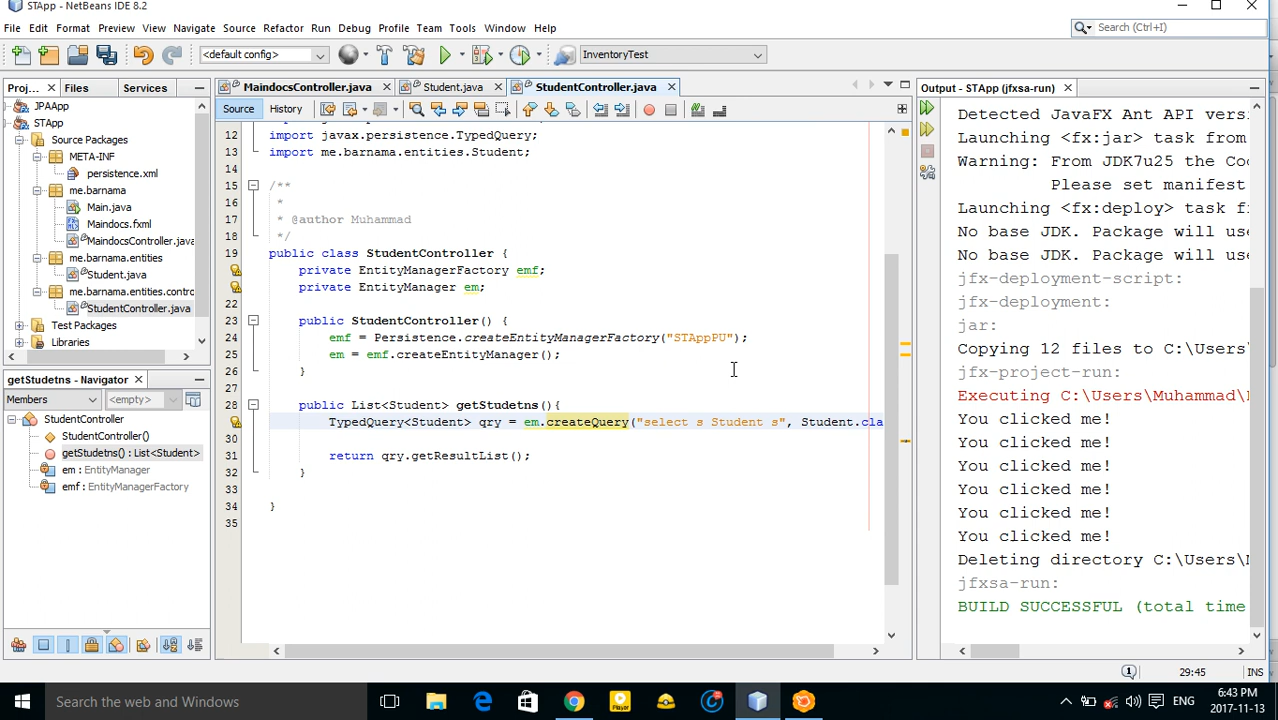 STApp - NetBeans IDE 8.2
File Edit View Navigate Source Refactor Run Debug Profile Team Tools Window Help
Search (Ctrl+I)
<default config>
InventoryTest
Proj...
Files
Services
MaindocsController.java
Student.java
StudentController.java
Output - STApp (jfxsa-run)
Source
History
JPAApp
STApp
Source Packages
META-INF
persistence.xml
me.barnama
Main.java
Maindocs.fxml
MaindocsController.java
me.barnama.entities
Student.java
me.barnama.entities.contro
StudentController.java
Test Packages
Libraries
getStudetns - Navigator
Members
<empty>
StudentController
StudentController()
getStudetns() : List<Student>
em : EntityManager
emf : EntityManagerFactory
12 import javax.persistence.TypedQuery;
13 import me.barnama.entities.Student;
14
15 /**
16 *
17 * @author Muhammad
18 */
19 public class StudentController {
private EntityManagerFactory emf;
private EntityManager em;
22
23 public StudentController() {
24 emf = Persistence.createEntityManagerFactory("STAppPU");
25 em = emf.createEntityManager();
26 }
27
28 public List<Student> getStudetns(){
TypedQuery<Student> qry = em.createQuery("select s Student s", Student.cla
30
31 return qry.getResultList();
32 }
33
34 }
35
Detected JavaFX Ant API versi
Launching <fx:jar> task from
Warning: From JDK7u25 the Co
Please set manifest
Launching <fx:deploy> task f
No base JDK. Package will use
No base JDK. Package will use
jfx-deployment-script:
jfx-deployment:
jar:
Copying 12 files to C:\Users\
jfx-project-run:
Executing C:\Users\Muhammad\
You clicked me!
You clicked me!
You clicked me!
You clicked me!
You clicked me!
You clicked me!
Deleting directory C:\Users\M
jfxsa-run:
BUILD SUCCESSFUL (total time
1
29:45
INS
Search the web and Windows
Player
ENG
6:43 PM
2017-11-13